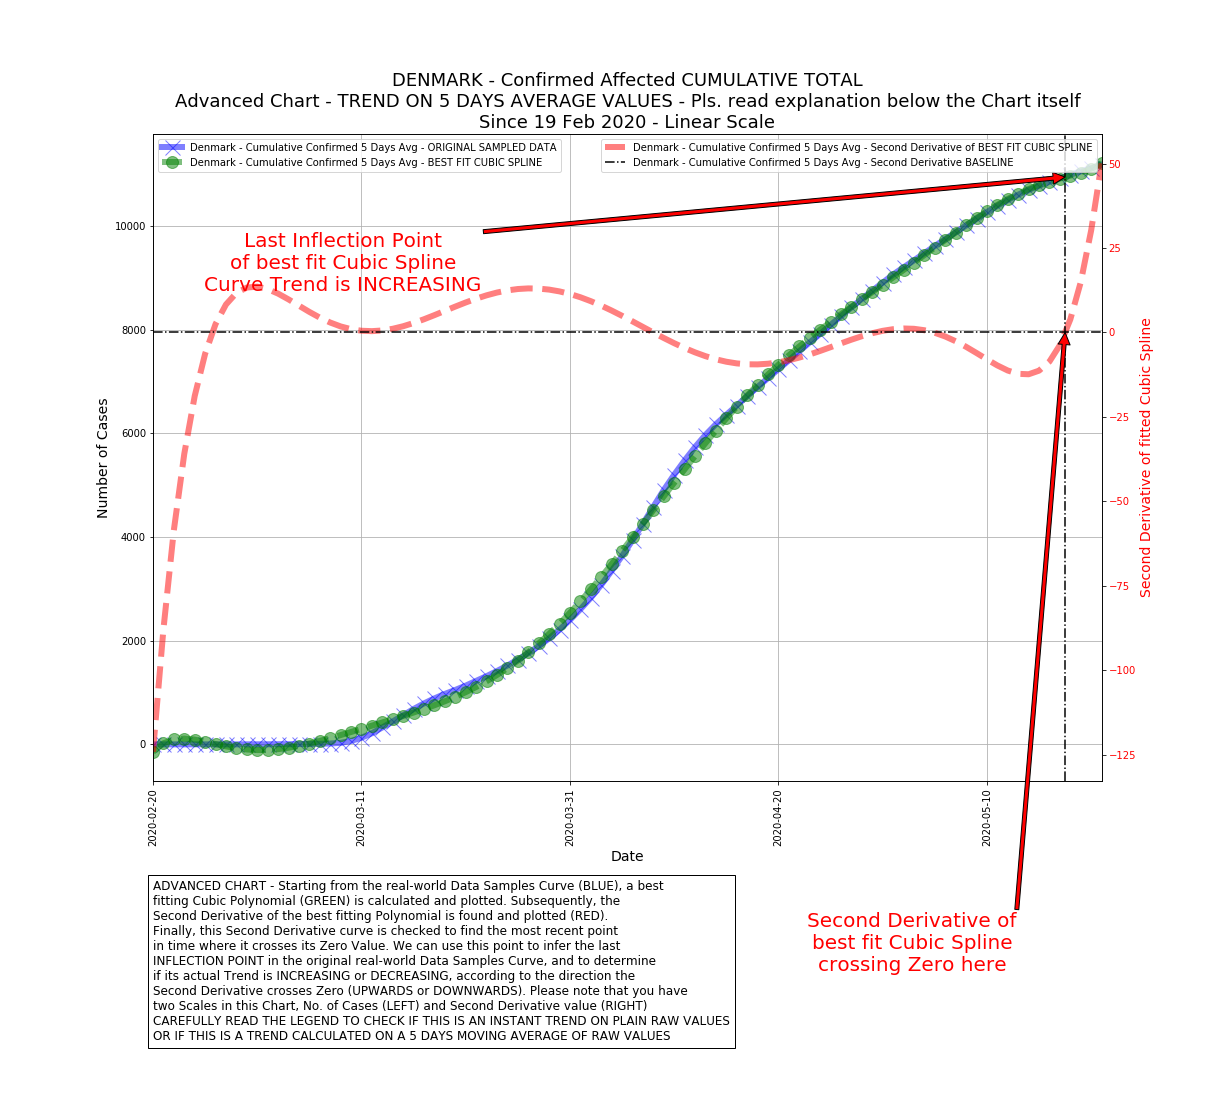 DENMARK - Confirmed Affected CUMULATIVE TOTAL
Advanced Chart - TREND ON 5 DAYS AVERAGE VALUES - Pls. read explanation below the Chart itself
Since 19 Feb 2020 - Linear Scale
Denmark - Cumulative Confirmed 5 Days Avg - ORIGINAL SAMPLED DATA
Denmark - Cumulative Confirmed 5 Days Avg - BEST FIT CUBIC SPLINE
Denmark - Cumulative Confirmed 5 Days Avg - Second Derivative of BEST FIT CUBIC SPLINE
Denmark - Cumulative Confirmed 5 Days Avg - Second Derivative BASELINE
Last Inflection Point
of best fit Cubic Spline
Curve Trend is INCREASING
Number of Cases
10000
8000
6000
4000
2000
0
50
25
0
−25
−50
−75
−100
−125
Second Derivative of fitted Cubic Spline
2020-02-20
2020-03-11
2020-03-31
2020-04-20
2020-05-10
Date
ADVANCED CHART - Starting from the real-world Data Samples Curve (BLUE), a best
fitting Cubic Polynomial (GREEN) is calculated and plotted. Subsequently, the
Second Derivative of the best fitting Polynomial is found and plotted (RED).
Finally, this Second Derivative curve is checked to find the most recent point
in time where it crosses its Zero Value. We can use this point to infer the last
INFLECTION POINT in the original real-world Data Samples Curve, and to determine
if its actual Trend is INCREASING or DECREASING, according to the direction the
Second Derivative crosses Zero (UPWARDS or DOWNWARDS). Please note that you have
two Scales in this Chart, No. of Cases (LEFT) and Second Derivative value (RIGHT)
CAREFULLY READ THE LEGEND TO CHECK IF THIS IS AN INSTANT TREND ON PLAIN RAW VALUES
OR IF THIS IS A TREND CALCULATED ON A 5 DAYS MOVING AVERAGE OF RAW VALUES
Second Derivative of
best fit Cubic Spline
crossing Zero here